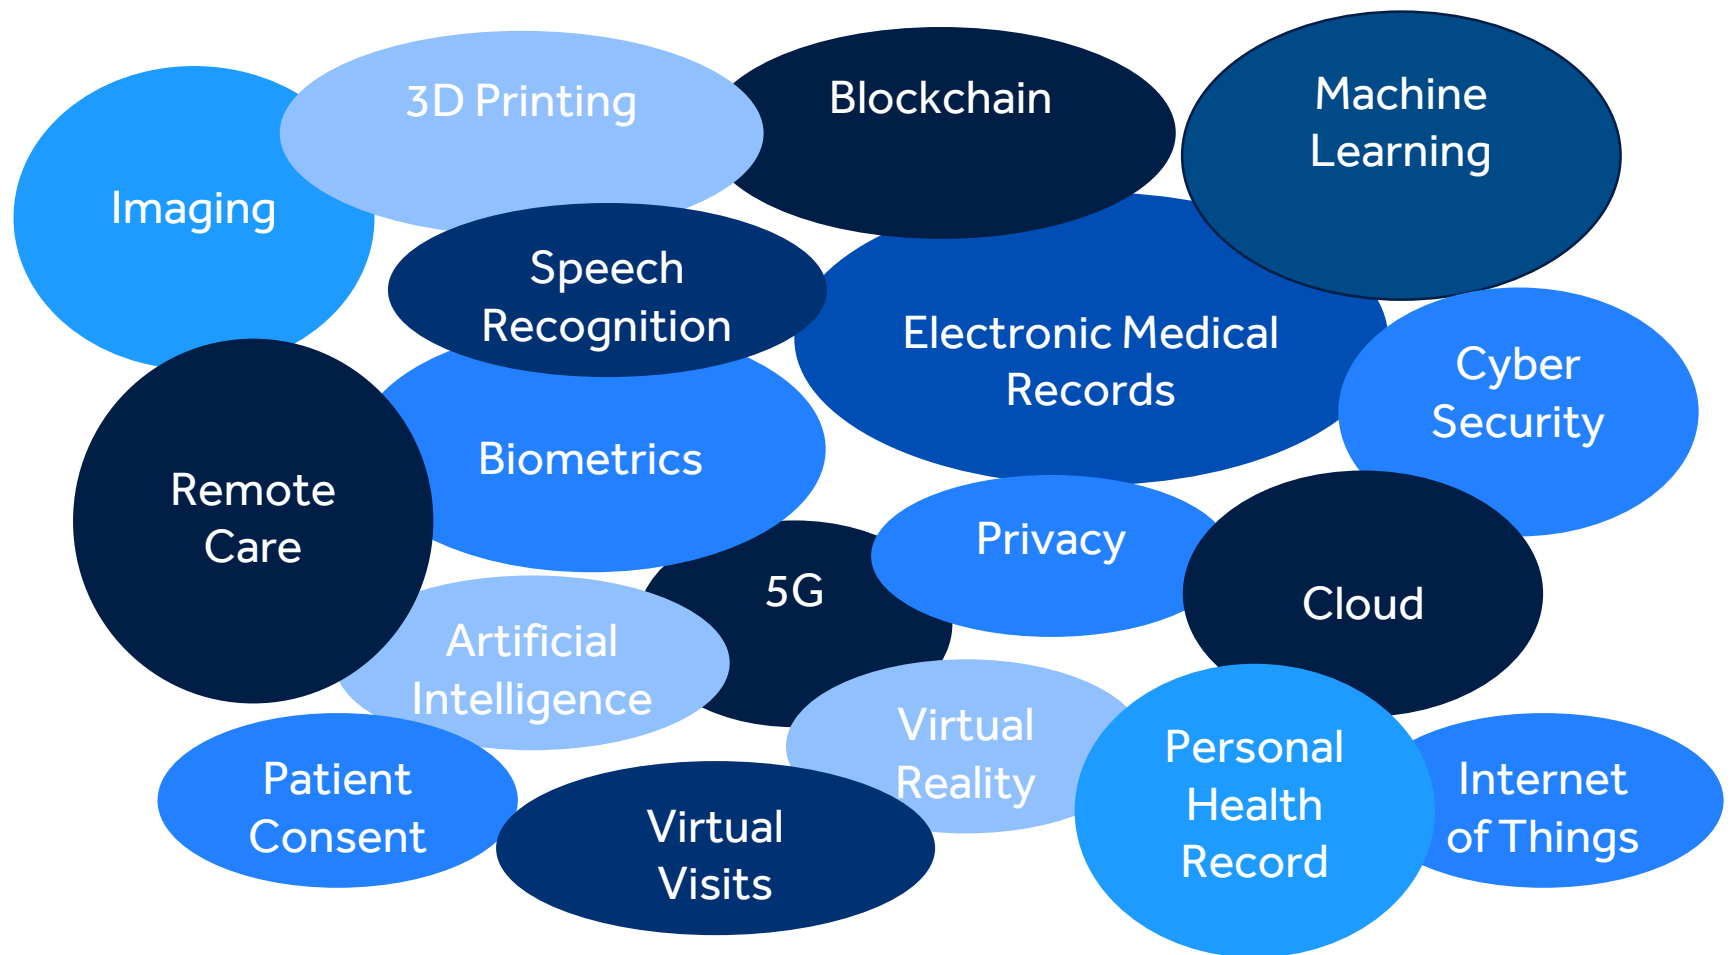 3D Printing
Blockchain
Machine
Learning
Imaging
Speech
Recognition
Electronic Medical
Records
Cyber
Security
Biometrics
Remote
Care
Privacy
5G
Cloud
Artificial
Intelligence
Virtual
Reality
Personal
Health
Record
Internet
of Things
Patient
Consent
Virtual
Visits